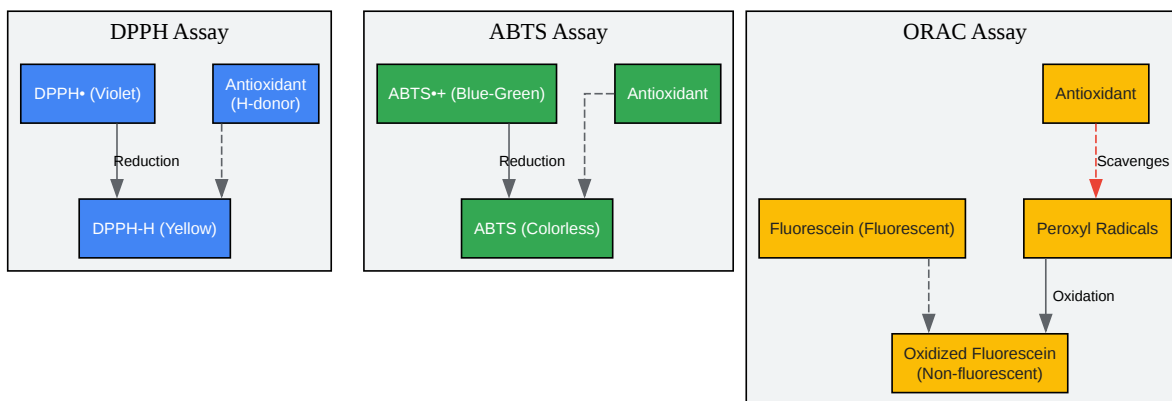 DPPH Assay
DPPH• (Violet)
Antioxidant
(H-donor)
Reduction
DPPH-H (Yellow)
ABTS Assay
ABTS•+ (Blue-Green)
Antioxidant
Reduction
ABTS (Colorless)
ORAC Assay
Antioxidant
Scavenges
Fluorescein (Fluorescent)
Peroxyl Radicals
Oxidation
Oxidized Fluorescein
(Non-fluorescent)